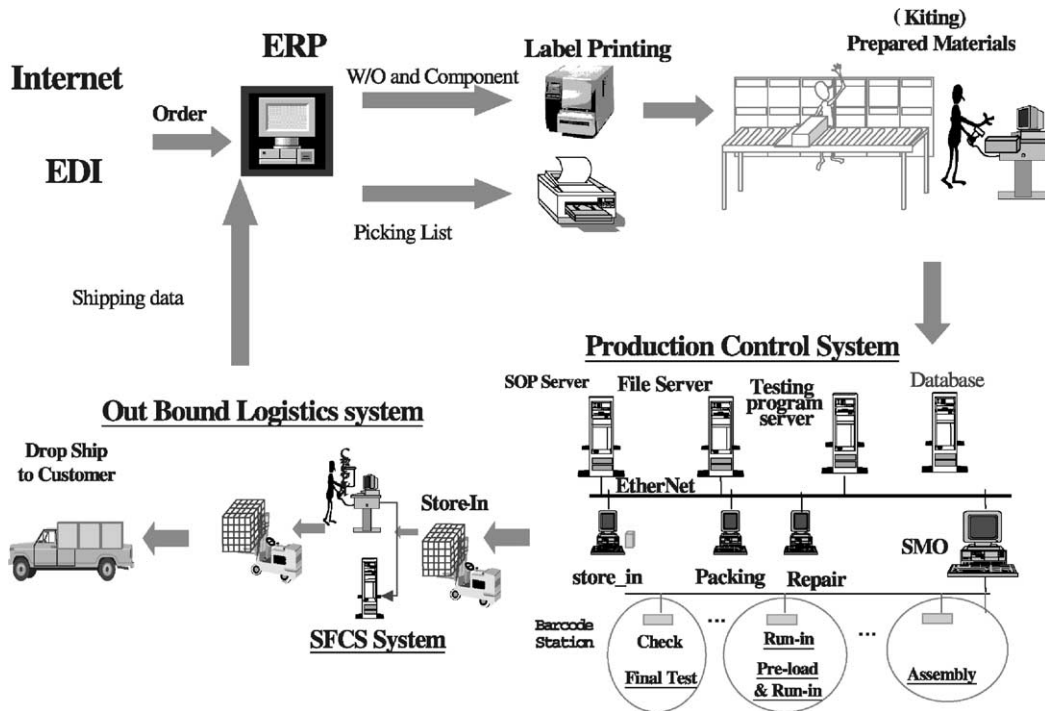 ERP
Internet
Order
EDI
W/O and Component
Picking List
Label Printing
( Kiting)
Prepared Materials
Shipping data
Production Control System
SOP Server
File Server
Testing
program
server
Database
EtherNet
store_in
Packing
Repair
SMO
Barcode
Station
Check
Final Test
...
Run-in
Pre-load
& Run-in
...
Assembly
Out Bound Logistics system
Drop Ship
to Customer
Store-In
SFCS System